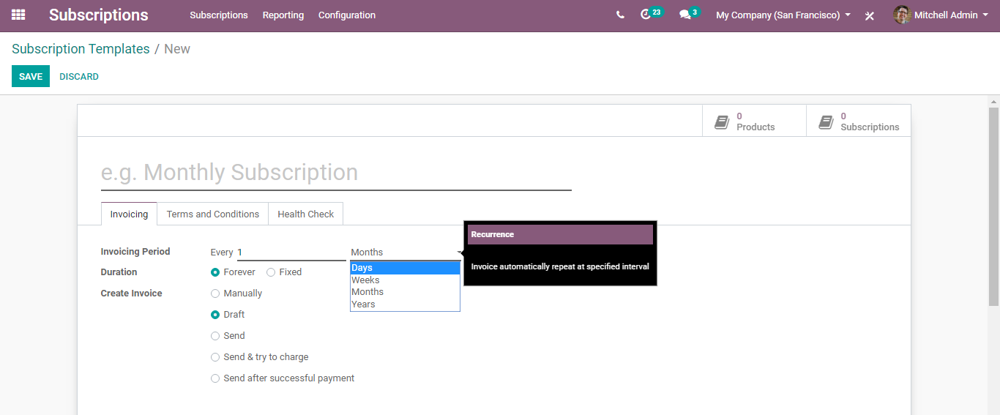 Subscriptions Subscriptions Reporting Configuration 23 3 My Company (San Francisco) Mitchell Admin
Subscription Templates / New
SAVE DISCARD
0 Products 0 Subscriptions
e.g. Monthly Subscription
Invoicing Terms and Conditions Health Check
Recurrence
Invoice automatically repeat at specified interval
Invoicing Period Every 1 Months
Days
Weeks
Months
Years
Duration Forever Fixed
Create Invoice Manually
Draft
Send
Send & try to charge
Send after successful payment